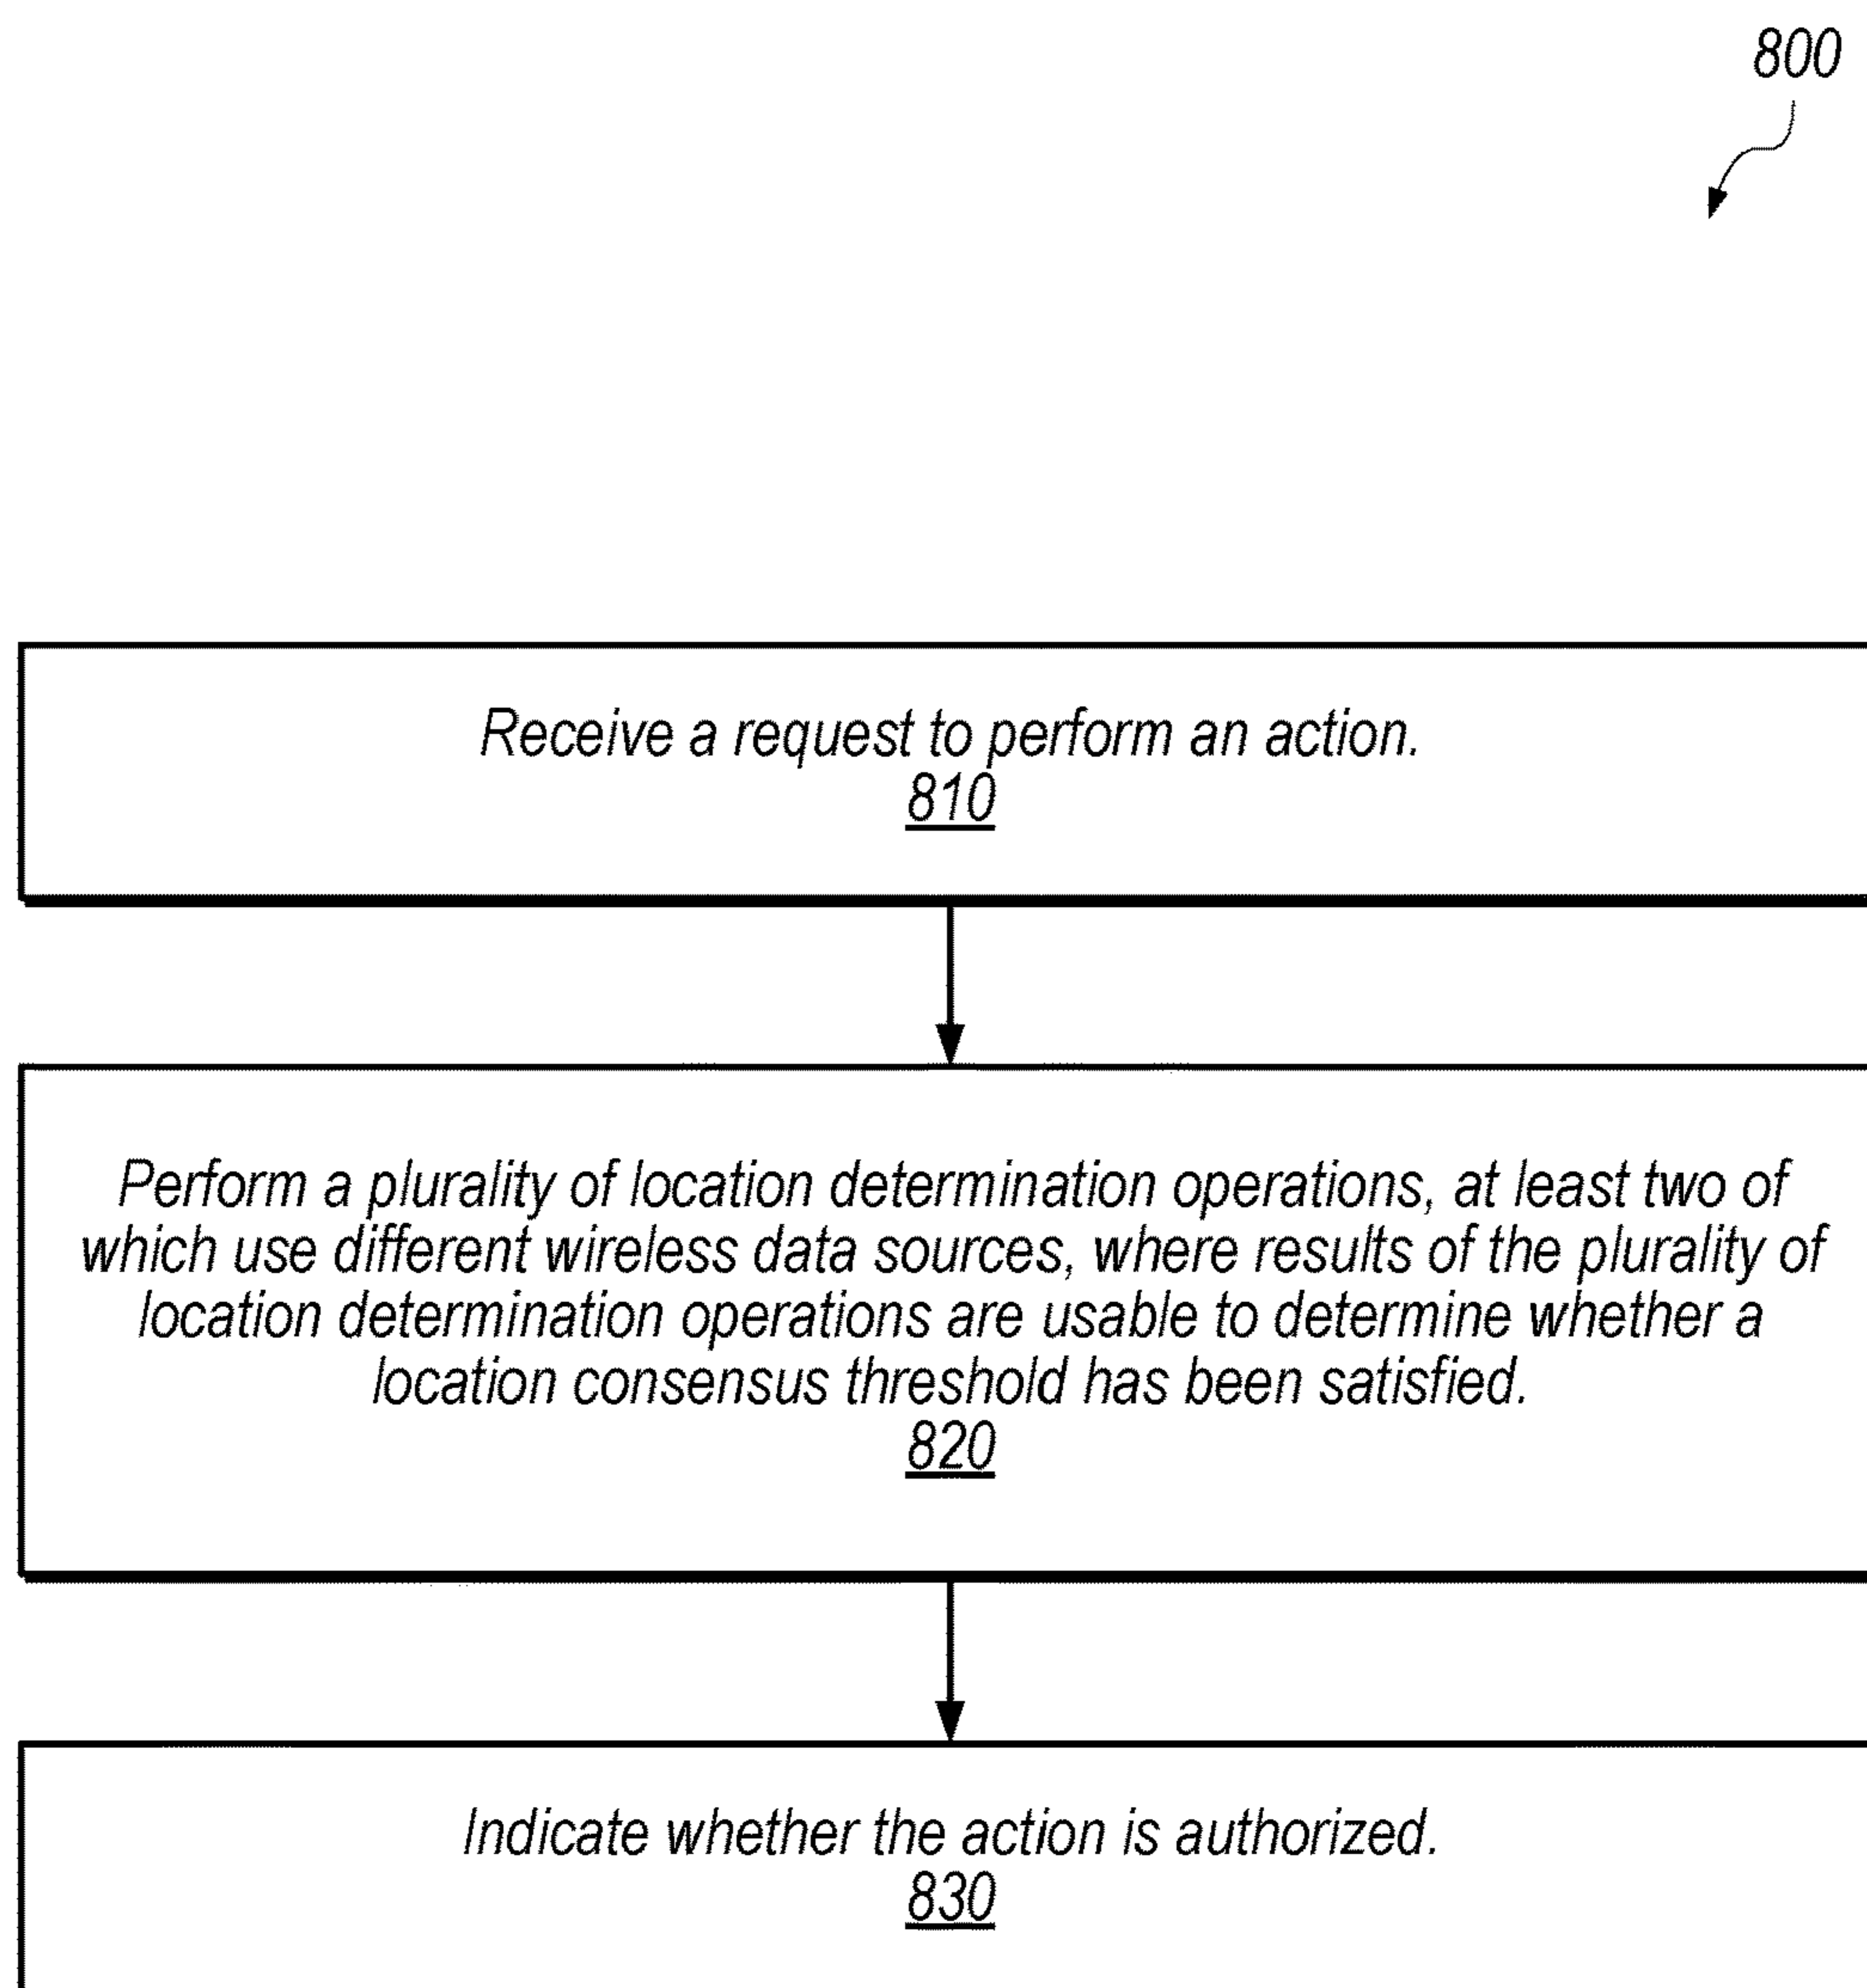 800
Receive a request to perform an action.
810
Perform a plurality of location determination operations, at least two of
which use different wireless data sources, where results of the plurality of
location determination operations are usable to determine whether a
location consensus threshold has been satisfied.
820
Indicate whether the action is authorized.
830